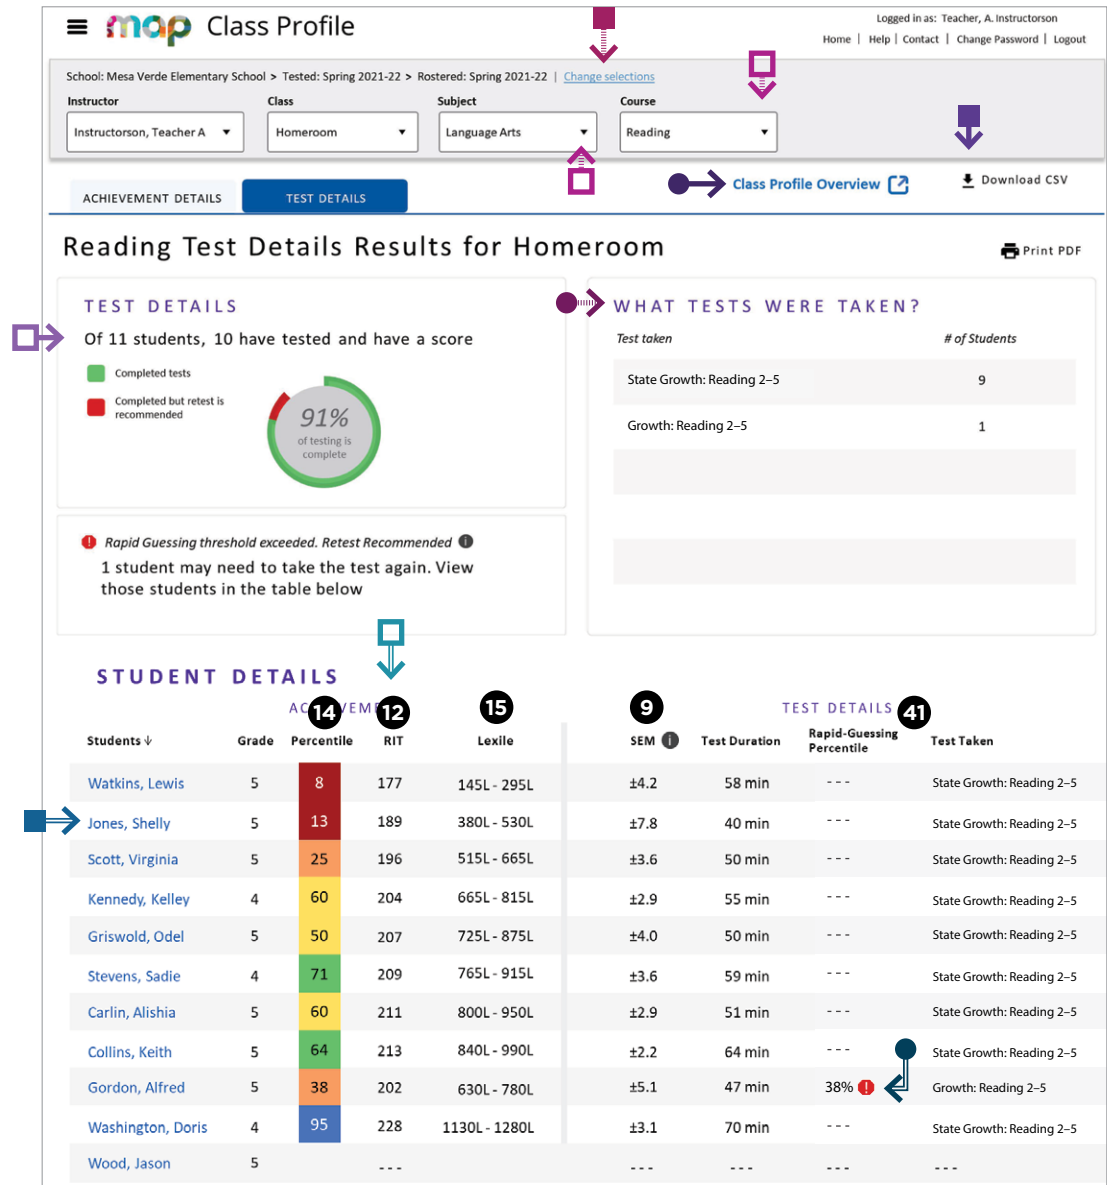 map Class Profile
Logged in as: Teacher, A. Instructorson
Home | Help | Contact | Change Password | Logout
School: Mesa Verde Elementary School > Tested: Spring 2021-22 > Rostered: Spring 2021-22 | Change selections
Instructor Class Subject Course
Instructorson, Teacher A Homeroom Language Arts Reading
Class Profile Overview Download CSV
ACHIEVEMENT DETAILS TEST DETAILS
Reading Test Details Results for Homeroom
Print PDF
TEST DETAILS
Of 11 students, 10 have tested and have a score
Completed tests
Completed but retest is
recommended
91%
of testing is
complete
WHAT TESTS WERE TAKEN?
Test taken # of Students
State Growth: Reading 2–5 9
Growth: Reading 2–5 1
Rapid Guessing threshold exceeded. Retest Recommended
1 student may need to take the test again. View
those students in the table below
STUDENT DETAILS
14 12 15 9 41
TEST DETAILS
Students Grade Percentile RIT Lexile SEM Test Duration Rapid-Guessing Percentile Test Taken
Watkins, Lewis 5 8 177 145L - 295L ±4.2 58 min - - - State Growth: Reading 2–5
Jones, Shelly 5 13 189 380L - 530L ±7.8 40 min - - - State Growth: Reading 2–5
Scott, Virginia 5 25 196 515L - 665L ±3.6 50 min - - - State Growth: Reading 2–5
Kennedy, Kelley 4 60 204 665L - 815L ±2.9 55 min - - - State Growth: Reading 2–5
Griswold, Odel 5 50 207 725L - 875L ±4.0 50 min - - - State Growth: Reading 2–5
Stevens, Sadie 4 71 209 765L - 915L ±3.6 59 min - - - State Growth: Reading 2–5
Carlin, Alishia 5 60 211 800L - 950L ±2.9 51 min - - - State Growth: Reading 2–5
Collins, Keith 5 64 213 840L - 990L ±2.2 64 min - - - State Growth: Reading 2–5
Gordon, Alfred 5 38 202 630L - 780L ±5.1 47 min 38% Growth: Reading 2–5
Washington, Doris 4 95 228 1130L - 1280L ±3.1 70 min - - - State Growth: Reading 2–5
Wood, Jason 5 - - - - - - - - - - - - - - -